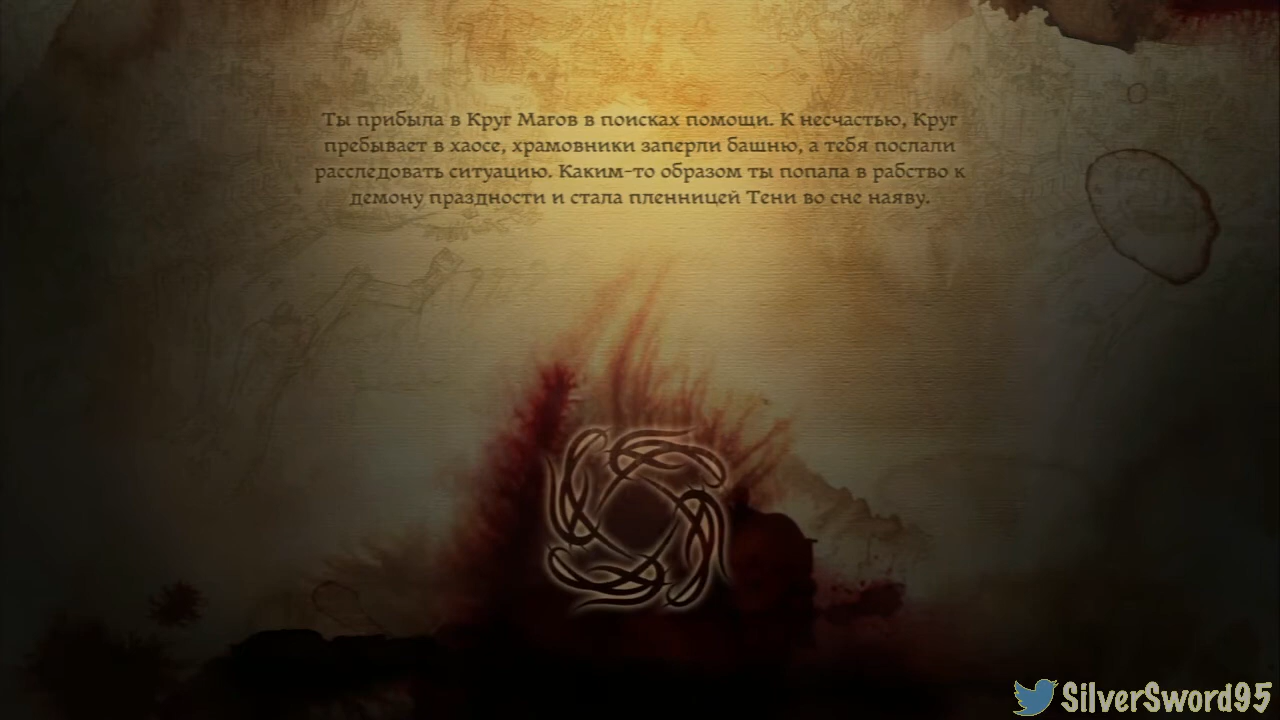 Ты прибыла в Круг Магов в поисках помощи. К несчастью, Круг
пребывает в хаосе, храмовники заперли башню, а тебя послали
расследовать ситуацию. Каким-то образом ты попала в рабство к
демону праздности и стала пленницей Тени во сне наяву.
SilverSword95